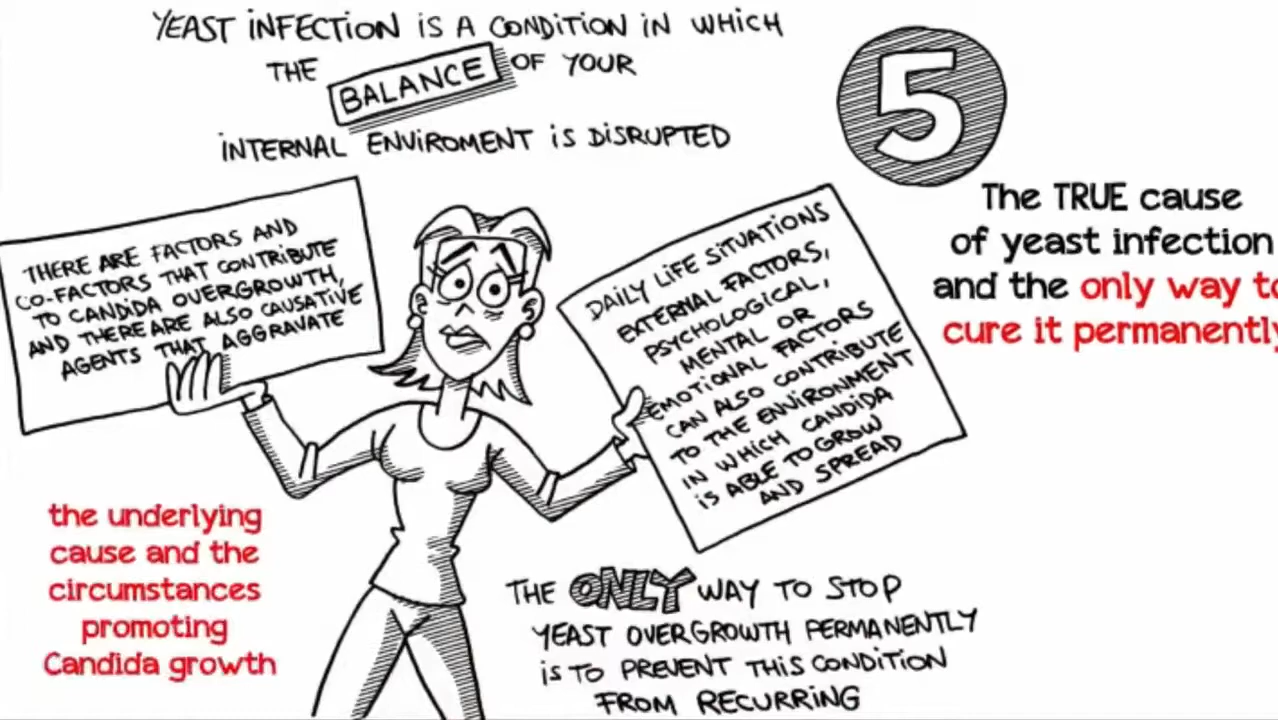 YEAST INFECTION IS A CONDITION IN WHICH
THE BALANCE OF YOUR
INTERNAL ENVIROMENT IS DISRUPTED
5
The TRUE cause
of yeast infection
and the only way to
cure it permanently
THERE ARE FACTORS AND
CO-FACTORS THAT CONTRIBUTE
TO CANDIDA OVERGROWTH,
AND THERE ARE ALSO CAUSATIVE
AGENTS THAT AGGRAVATE
DAILY LIFE SITUATIONS
EXTERNAL FACTORS,
PSYCHOLOGICAL,
MENTAL OR
EMOTIONAL FACTORS
CAN ALSO CONTRIBUTE
TO THE ENVIRONMENT
IN WHICH CANDIDA
IS ABLE TO GROW
AND SPREAD
the underlying
cause and the
circumstances
promoting
Candida growth
THE ONLY WAY TO STOP
YEAST OVERGROWTH PERMANENTLY
IS TO PREVENT THIS CONDITION
FROM RECURRING